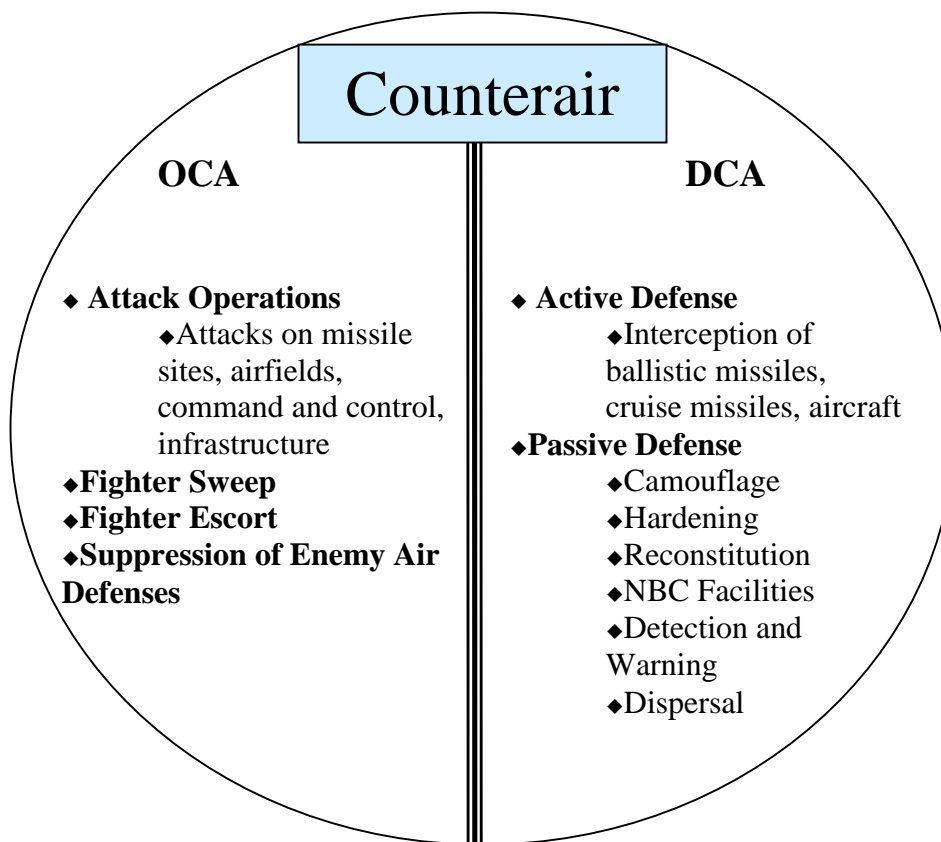 Counterair
OCA
◆ Attack Operations
◆Attacks on missile
sites, airfields,
command and control,
infrastructure
◆Fighter Sweep
◆Fighter Escort
◆Suppression of Enemy Air
Defenses
DCA
◆ Active Defense
◆Interception of
ballistic missiles,
cruise missiles, aircraft
◆Passive Defense
◆Camouflage
◆Hardening
◆Reconstitution
◆NBC Facilities
◆Detection and
Warning
◆Dispersal